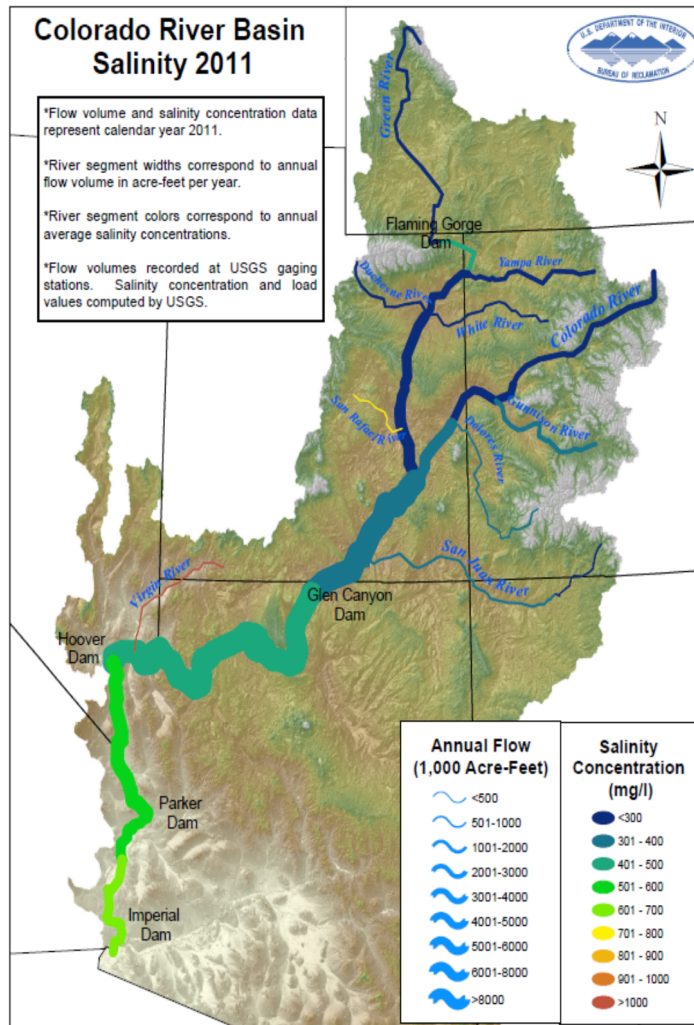 Colorado River Basin
Salinity 2011
U.S. DEPARTMENT OF THE INTERIOR
BUREAU OF RECLAMATION
*Flow volume and salinity concentration data
represent calendar year 2011.
*River segment widths correspond to annual
flow volume in acre-feet per year.
*River segment colors correspond to annual
average salinity concentrations.
*Flow volumes recorded at USGS gaging
stations. Salinity concentration and load
values computed by USGS.
N
Green River
Flaming Gorge
Dam
Yampa River
Duchesne River
White River
Colorado River
San Rafael River
Gunnison River
Dolores River
San Juan River
Virgin River
Glen Canyon
Dam
Hoover
Dam
Parker
Dam
Imperial
Dam
Annual Flow
(1,000 Acre-Feet)
<500
501-1000
1001-2000
2001-3000
3001-4000
4001-5000
5001-6000
6001-8000
>8000
Salinity
Concentration
(mg/l)
<300
301 - 400
401 - 500
501 - 600
601 - 700
701 - 800
801 - 900
901 - 1000
>1000